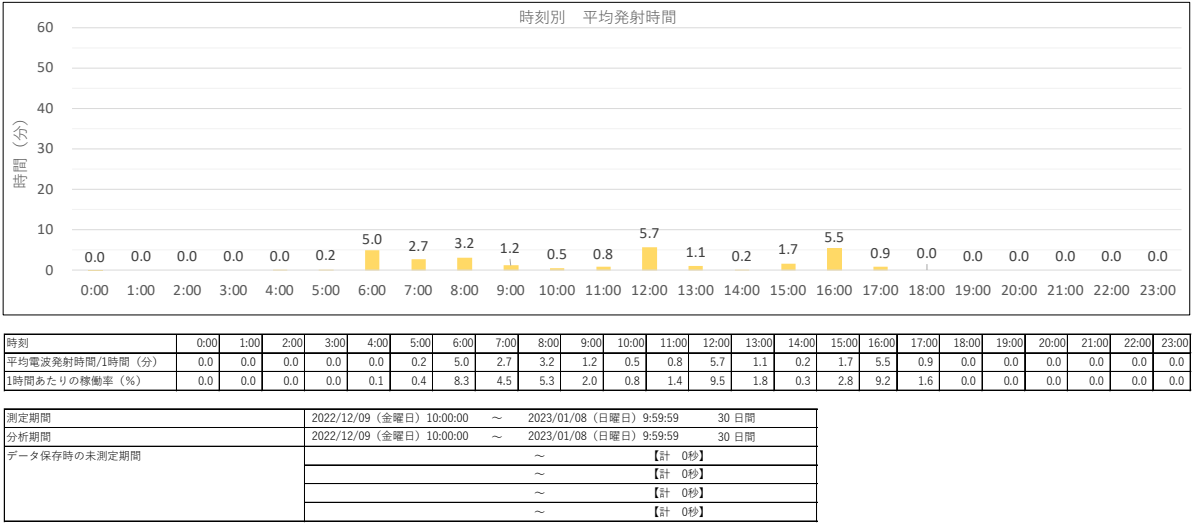 時刻別　平均発射時間
時間（分）
60
50
40
30
20
10
0
0.0 0.0 0.0 0.0 0.0 0.2 5.0 2.7 3.2 1.2 0.5 0.8 5.7 1.1 0.2 1.7 5.5 0.9 0.0 0.0 0.0 0.0 0.0 0.0
0:00 1:00 2:00 3:00 4:00 5:00 6:00 7:00 8:00 9:00 10:00 11:00 12:00 13:00 14:00 15:00 16:00 17:00 18:00 19:00 20:00 21:00 22:00 23:00
時刻 0:00 1:00 2:00 3:00 4:00 5:00 6:00 7:00 8:00 9:00 10:00 11:00 12:00 13:00 14:00 15:00 16:00 17:00 18:00 19:00 20:00 21:00 22:00 23:00
平均電波発射時間/1時間（分） 0.0 0.0 0.0 0.0 0.0 0.2 5.0 2.7 3.2 1.2 0.5 0.8 5.7 1.1 0.2 1.7 5.5 0.9 0.0 0.0 0.0 0.0 0.0 0.0
1時間あたりの稼働率（%） 0.0 0.0 0.0 0.0 0.1 0.4 8.3 4.5 5.3 2.0 0.8 1.4 9.5 1.8 0.3 2.8 9.2 1.6 0.0 0.0 0.0 0.0 0.0 0.0
測定期間 2022/12/09（金曜日）10:00:00 ～ 2023/01/08（日曜日）9:59:59 30 日間
分析期間 2022/12/09（金曜日）10:00:00 ～ 2023/01/08（日曜日）9:59:59 30 日間
データ保存時の未測定期間 ～ 【計 0秒】
～ 【計 0秒】
～ 【計 0秒】
～ 【計 0秒】